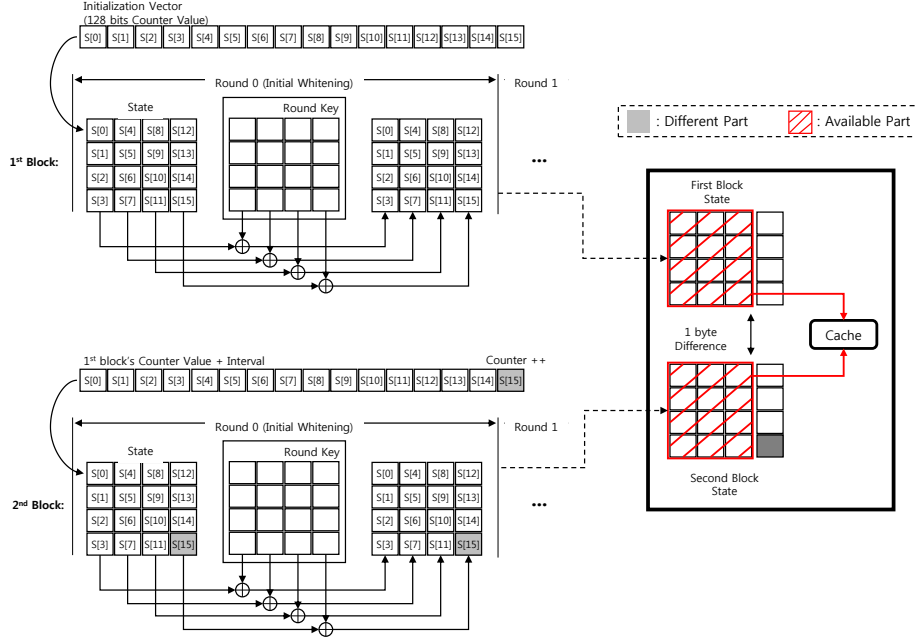 Initialization Vector
(128 bits Counter Value)
S[0] S[1] S[2] S[3] S[4] S[5] S[6] S[7] S[8] S[9] S[10] S[11] S[12] S[13] S[14] S[15]
Round 0 (Initial Whitening)
Round 1
State
Round Key
1st Block:
S[0] S[4] S[8] S[12]
S[1] S[5] S[9] S[13]
S[2] S[6] S[10] S[14]
S[3] S[7] S[11] S[15]
S[0] S[4] S[8] S[12]
S[1] S[5] S[9] S[13]
S[2] S[6] S[10] S[14]
S[3] S[7] S[11] S[15]
...
1st block's Counter Value + Interval
Counter ++
S[0] S[1] S[2] S[3] S[4] S[5] S[6] S[7] S[8] S[9] S[10] S[11] S[12] S[13] S[14] S[15]
Round 0 (Initial Whitening)
Round 1
State
Round Key
2nd Block:
S[0] S[4] S[8] S[12]
S[1] S[5] S[9] S[13]
S[2] S[6] S[10] S[14]
S[3] S[7] S[11] S[15]
S[0] S[4] S[8] S[12]
S[1] S[5] S[9] S[13]
S[2] S[6] S[10] S[14]
S[3] S[7] S[11] S[15]
...
: Different Part
: Available Part
First Block
State
1 byte
Difference
Cache
Second Block
State